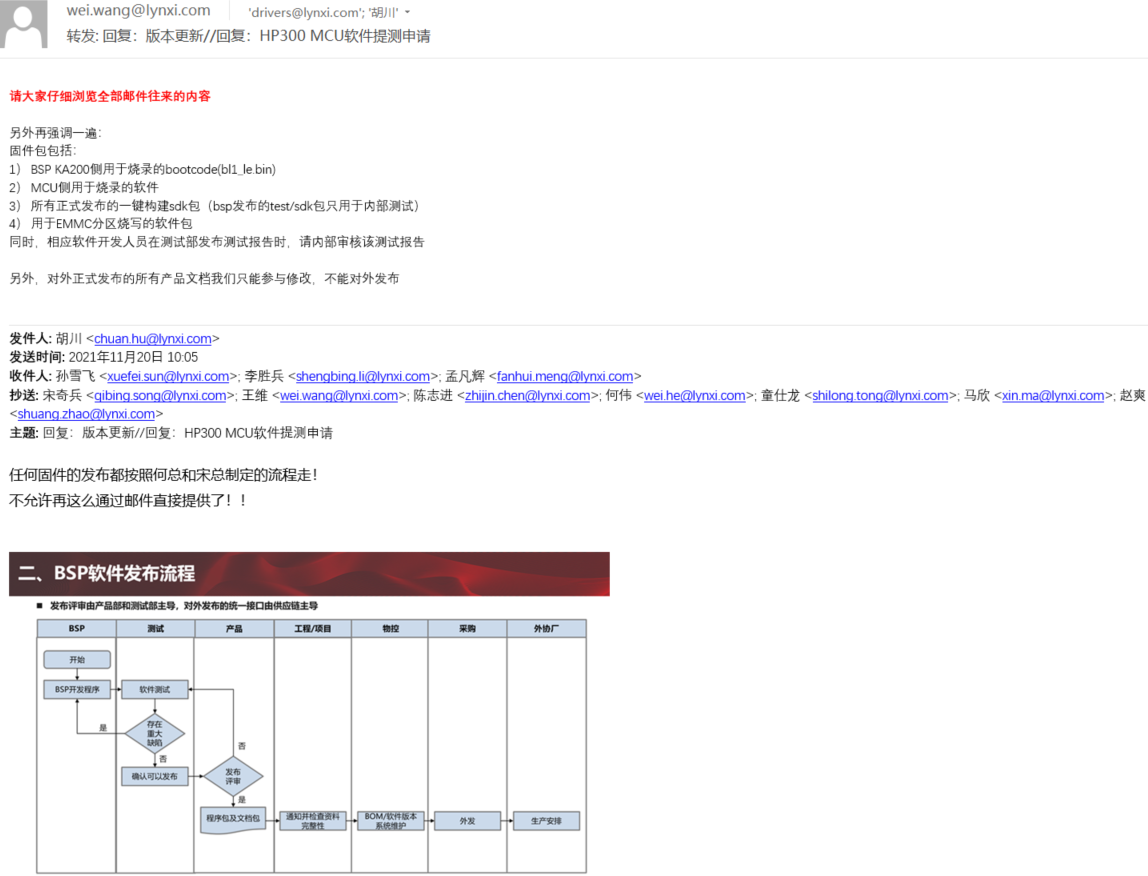 wei.wang@lynxi.com 'drivers@lynxi.com'; '胡川'
转发: 回复：版本更新//回复：HP300 MCU软件提测申请
请大家仔细浏览全部邮件往来的内容
另外再强调一遍：
固件包包括：
1） BSP KA200侧用于烧录的bootcode(bl1_le.bin)
2） MCU侧用于烧录的软件
3） 所有正式发布的一键构建sdk包（bsp发布的test/sdk包只用于内部测试）
4） 用于EMMC分区烧写的软件包
同时，相应软件开发人员在测试部发布测试报告时，请内部审核该测试报告
另外，对外正式发布的所有产品文档我们只能参与修改，不能对外发布
发件人: 胡川 <chuan.hu@lynxi.com>
发送时间: 2021年11月20日 10:05
收件人: 孙雪飞 <xuefei.sun@lynxi.com>; 李胜兵 <shengbing.li@lynxi.com>; 孟凡辉 <fanhui.meng@lynxi.com>
抄送: 宋奇兵 <qibing.song@lynxi.com>; 王维 <wei.wang@lynxi.com>; 陈志进 <zhijin.chen@lynxi.com>; 何伟 <wei.he@lynxi.com>; 童仕龙 <shilong.tong@lynxi.com>; 马欣 <xin.ma@lynxi.com>; 赵爽
<shuang.zhao@lynxi.com>
主题: 回复：版本更新//回复：HP300 MCU软件提测申请
任何固件的发布都按照何总和宋总制定的流程走！
不允许再这么通过邮件直接提供了！！
二、BSP软件发布流程
■ 发布评审由产品部和测试部主导，对外发布的统一接口由供应链主导
BSP 测试 产品 工程/项目 物控 采购 外协厂
开始
BSP开发程序 软件测试
是 存在
重大
缺陷
否
否
确认可以发布 发布
评审
是
程序包及文档包 通知并检查资料
完整性 BOM/软件版本
系统维护 外发 生产安排